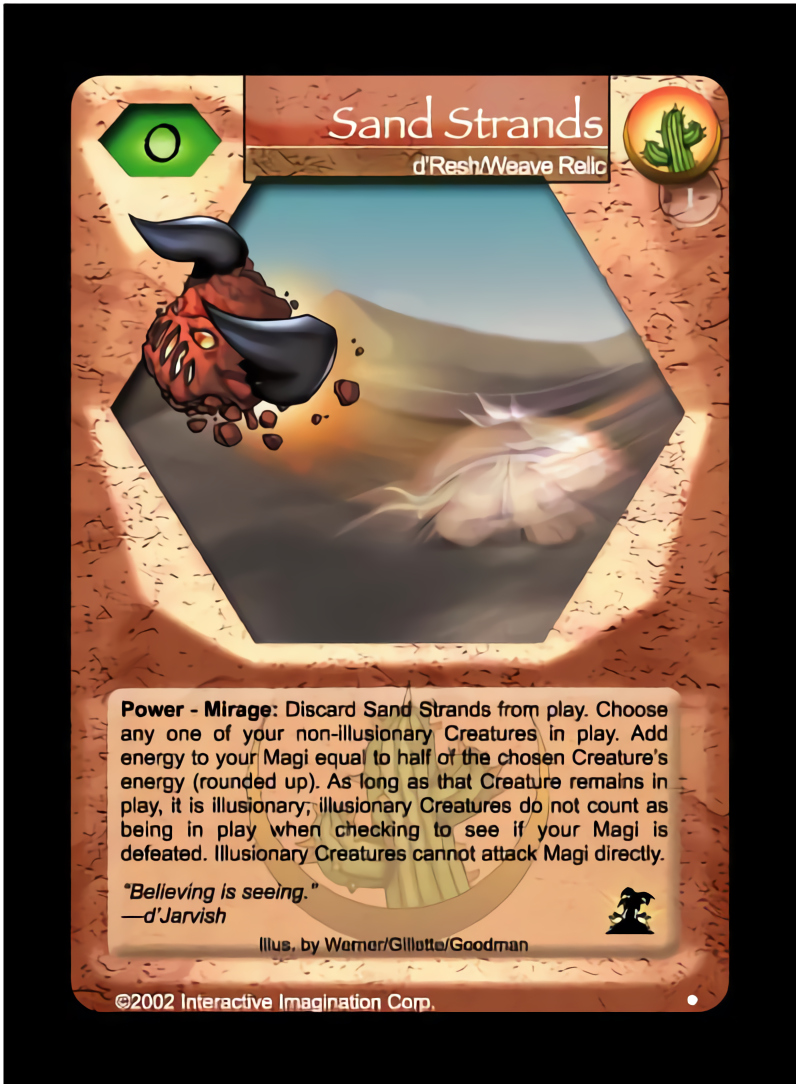 0
Sand Strands
d'Resh/Weave Relic
1
Power - Mirage: Discard Sand Strands from play. Choose
any one of your non-illusionary Creatures in play. Add
energy to your Magi equal to half of the chosen Creature's
energy (rounded up). As long as that Creature remains in
play, it is illusionary; illusionary Creatures do not count as
being in play when checking to see if your Magi is
defeated. Illusionary Creatures cannot attack Magi directly.
"Believing is seeing."
—d'Jarvish
Illus. by Werner/Gillette/Goodman
©2002 Interactive Imagination Corp.